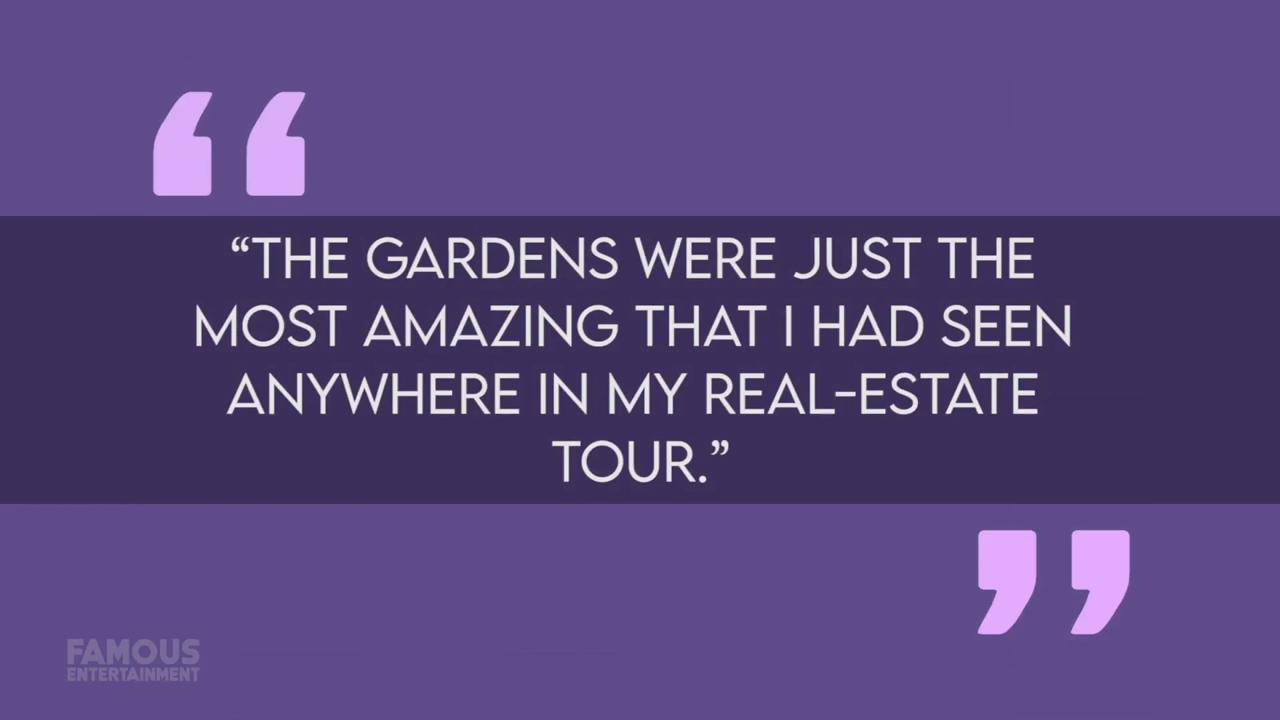 “THE GARDENS WERE JUST THE
MOST AMAZING THAT I HAD SEEN
ANYWHERE IN MY REAL-ESTATE
TOUR.”
FAMOUS
ENTERTAINMENT